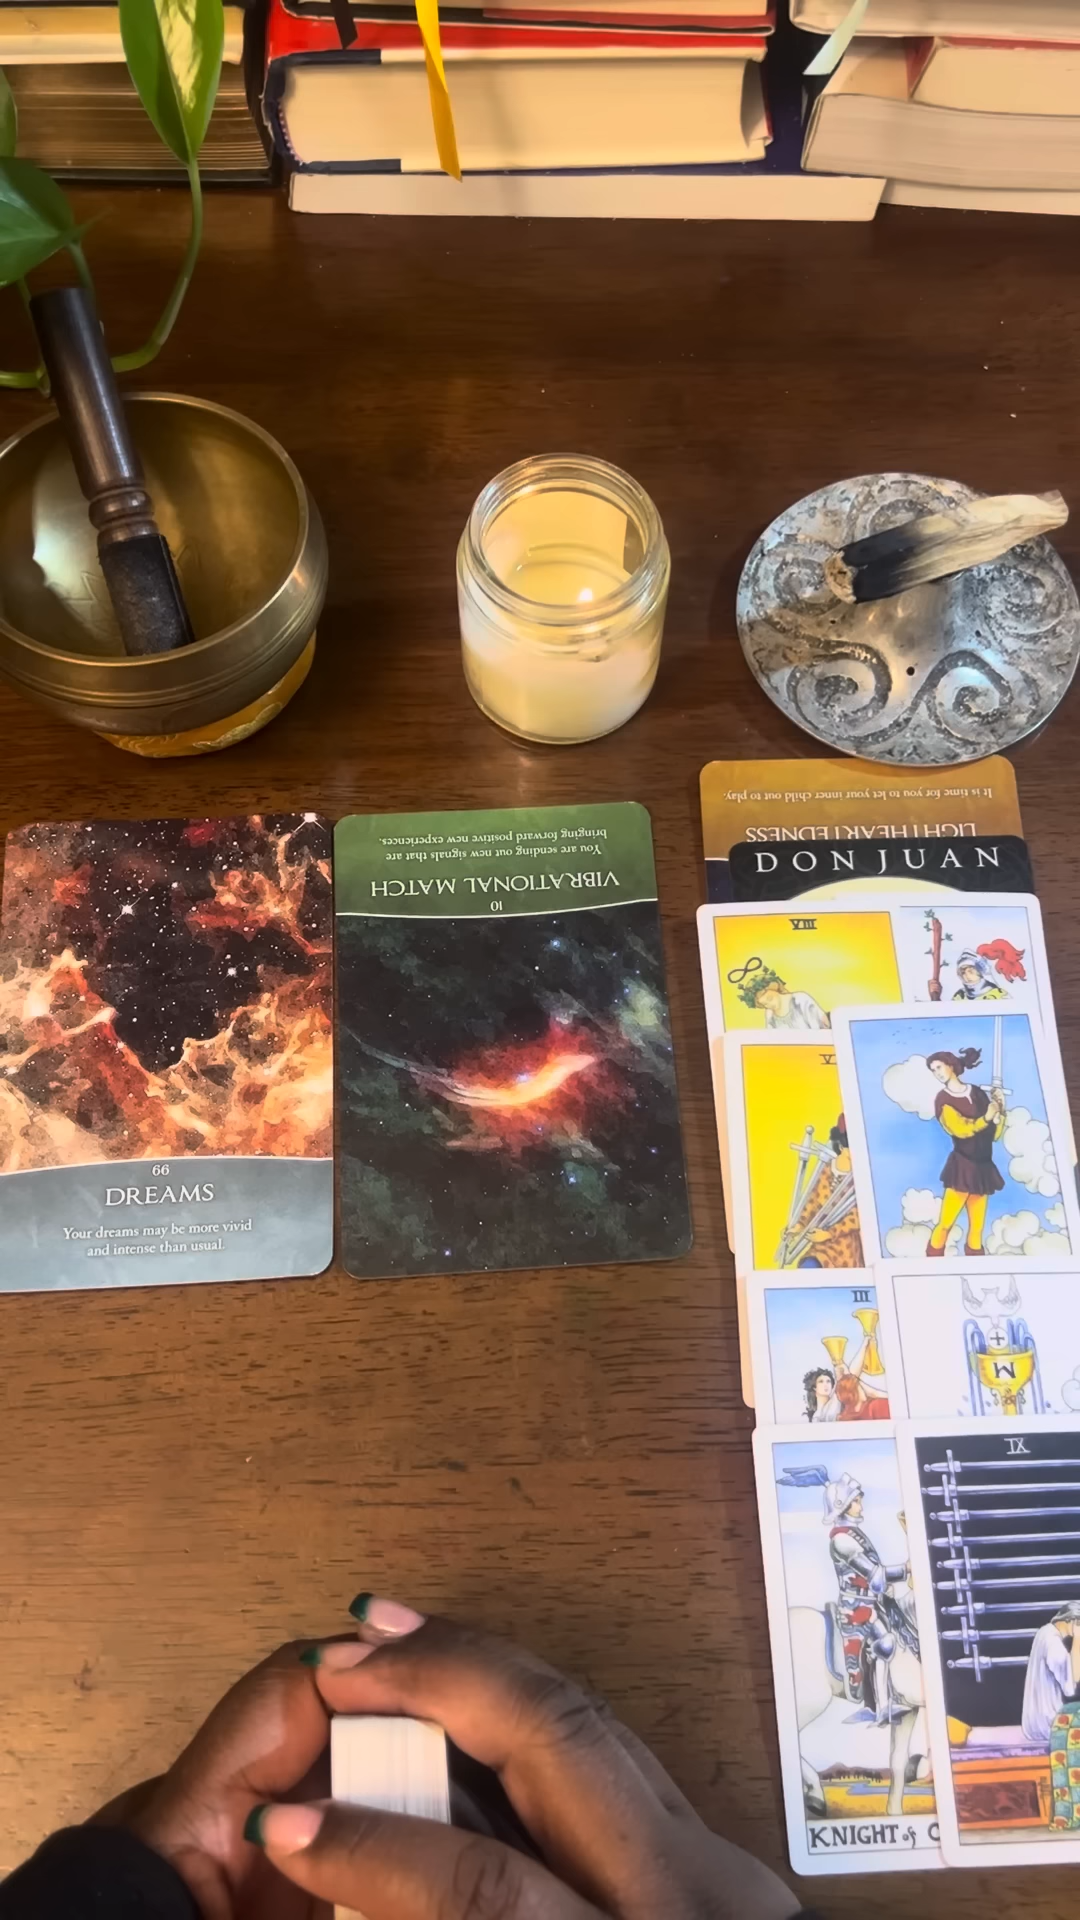 66
DREAMS
Your dreams may be more vivid
and intense than usual.
10
VIBRATIONAL MATCH
You are sending out new signals that are
bringing forward positive new experiences.
LIGHTHEARTEDNESS
It is time for you to let your inner child out to play.
DON JUAN
VIII
V
III
W
IX
KNIGHT of C